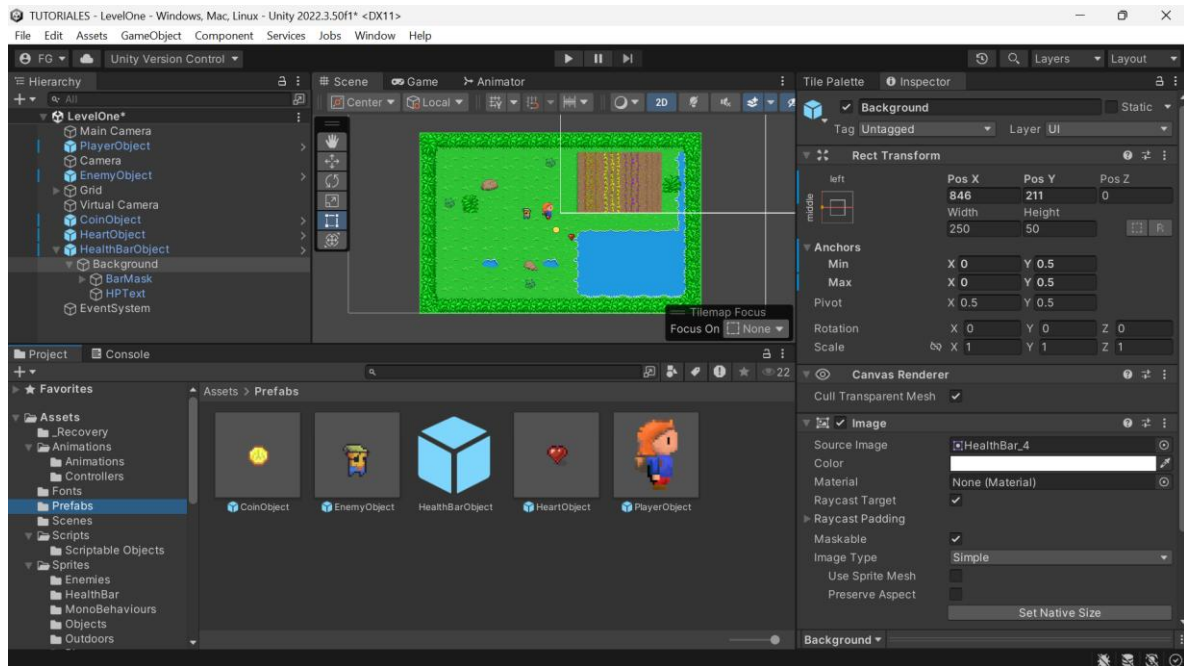 TUTORIALES - LevelOne - Windows, Mac, Linux - Unity 2022.3.50f1* <DX11>
File Edit Assets GameObject Component Services Jobs Window Help
FG Unity Version Control Layers Layout
Hierarchy
All
LevelOne*
Main Camera
PlayerObject
Camera
EnemyObject
Grid
Virtual Camera
CoinObject
HeartObject
HealthBarObject
Background
BarMask
HPText
EventSystem
Scene Game Animator
Center Local 2D
Tilemap Focus
Focus On None
Project Console
22
Favorites
Assets
_Recovery
Animations
Animations
Controllers
Fonts
Prefabs
Scenes
Scripts
Scriptable Objects
Sprites
Enemies
HealthBar
MonoBehaviours
Objects
Outdoors
Assets > Prefabs
CoinObject EnemyObject HealthBarObject HeartObject PlayerObject
Tile Palette Inspector
Background Static
Tag Untagged Layer UI
Rect Transform
left Pos X Pos Y Pos Z
middle 846 211 0
Width Height
250 50 R
Anchors
Min X 0 Y 0.5
Max X 0 Y 0.5
Pivot X 0.5 Y 0.5
Rotation X 0 Y 0 Z 0
Scale X 1 Y 1 Z 1
Canvas Renderer
Cull Transparent Mesh
Image
Source Image HealthBar_4
Color
Material None (Material)
Raycast Target
Raycast Padding
Maskable
Image Type Simple
Use Sprite Mesh
Preserve Aspect
Set Native Size
Background